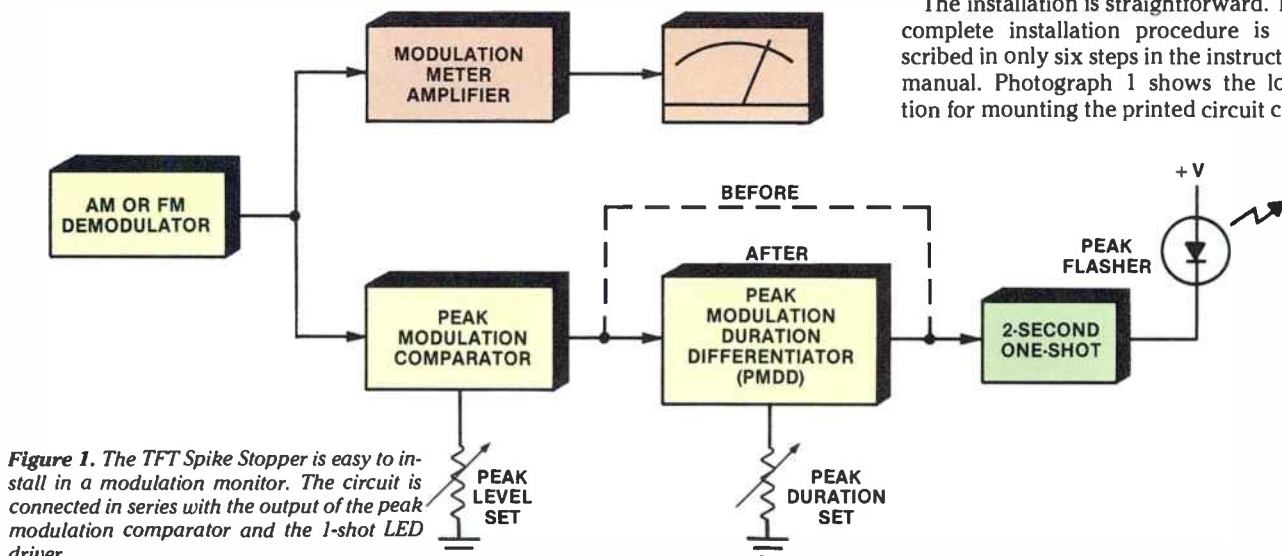 The installation is straightforward.
complete installation procedure is
scribed in only six steps in the instruct
manual. Photograph 1 shows the lo
tion for mounting the printed circuit c
MODULATION
METER
AMPLIFIER
AM OR FM
DEMODULATOR
BEFORE
AFTER
PEAK
MODULATION
COMPARATOR
PEAK
MODULATION
DURATION
DIFFERENTIATOR
(PMDD)
2-SECOND
ONE-SHOT
+V
PEAK
FLASHER
PEAK
LEVEL
SET
PEAK
DURATION
SET
Figure 1. The TFT Spike Stopper is easy to in-
stall in a modulation monitor. The circuit is
connected in series with the output of the peak
modulation comparator and the 1-shot LED
driver.